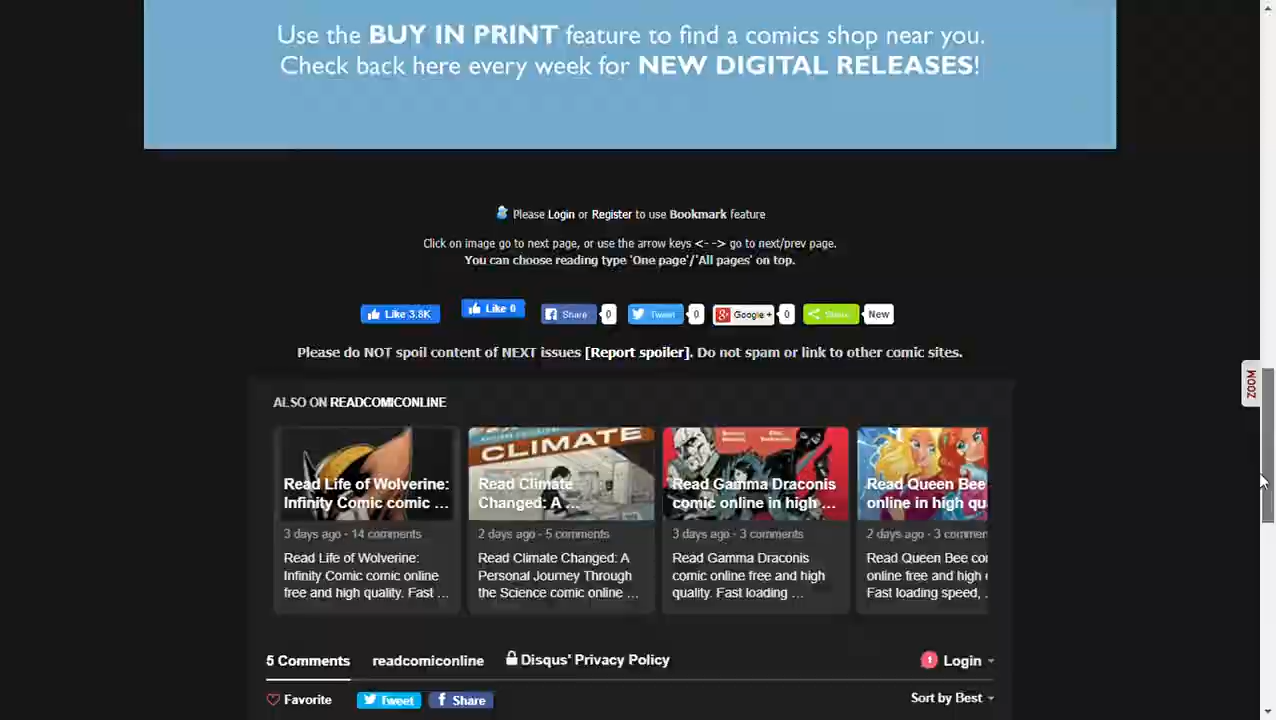 Use the BUY IN PRINT feature to find a comics shop near you.
Check back here every week for NEW DIGITAL RELEASES!
Please Login or Register to use Bookmark feature
Click on image go to next page, or use the arrow keys <- -> go to next/prev page.
You can choose reading type 'One page'/'All pages' on top.
Like 3.8K Like 0 Share 0 Tweet 0 Google + 0 Share New
Please do NOT spoil content of NEXT issues [Report spoiler]. Do not spam or link to other comic sites.
ZOOM
ALSO ON READCOMICONLINE
CLIMATE
Read Life of Wolverine:
Infinity Comic comic ...
3 days ago - 14 comments
Read Life of Wolverine:
Infinity Comic comic online
free and high quality. Fast ...
Read Climate
Changed: A ...
2 days ago - 5 comments
Read Climate Changed: A
Personal Journey Through
the Science comic online ...
Read Gamma Draconis
comic online in high ...
3 days ago - 3 comments
Read Gamma Draconis
comic online free and high
quality. Fast loading ...
Read Queen Bee
online in high qu
2 days ago - 3 commen
Read Queen Bee co
online free and high
Fast loading speed,
5 Comments readcomiconline Disqus' Privacy Policy 1 Login
Favorite Tweet Share Sort by Best